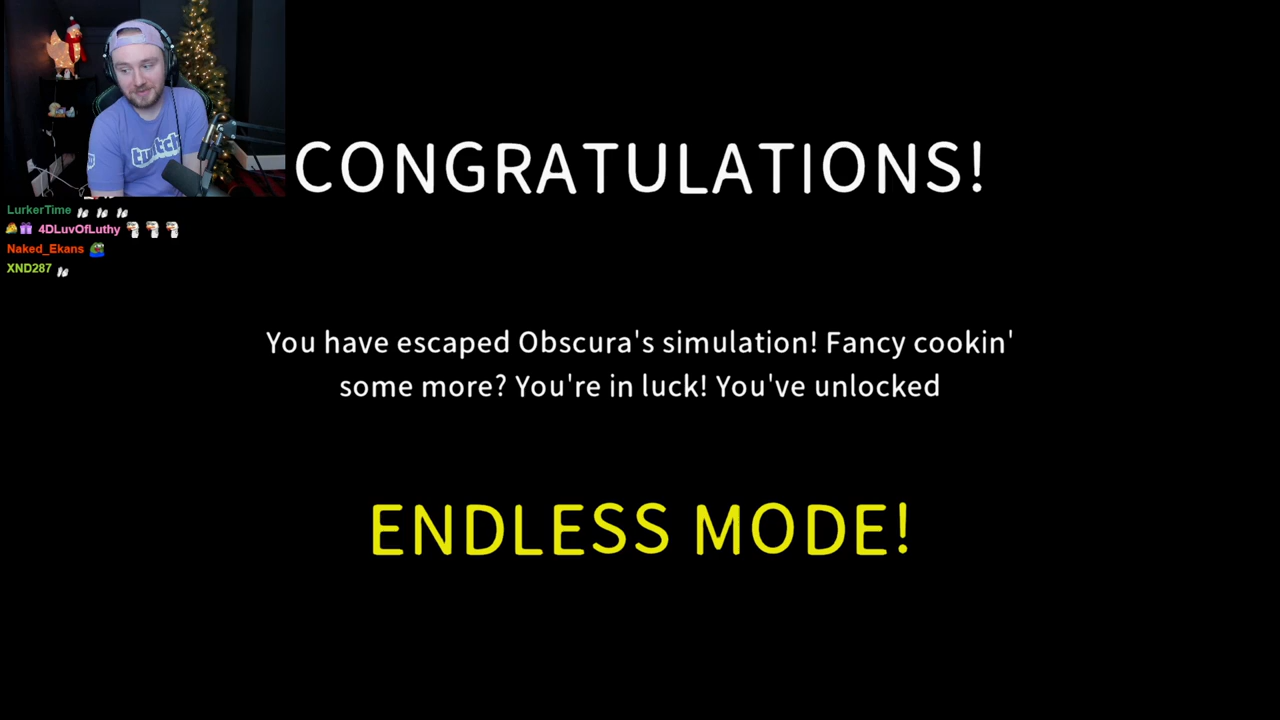 twitch
CONGRATULATIONS!
LurkerTime
4DLuvOfLuthy
Naked_Ekans
XND287
You have escaped Obscura's simulation! Fancy cookin'
some more? You're in luck! You've unlocked
ENDLESS MODE!